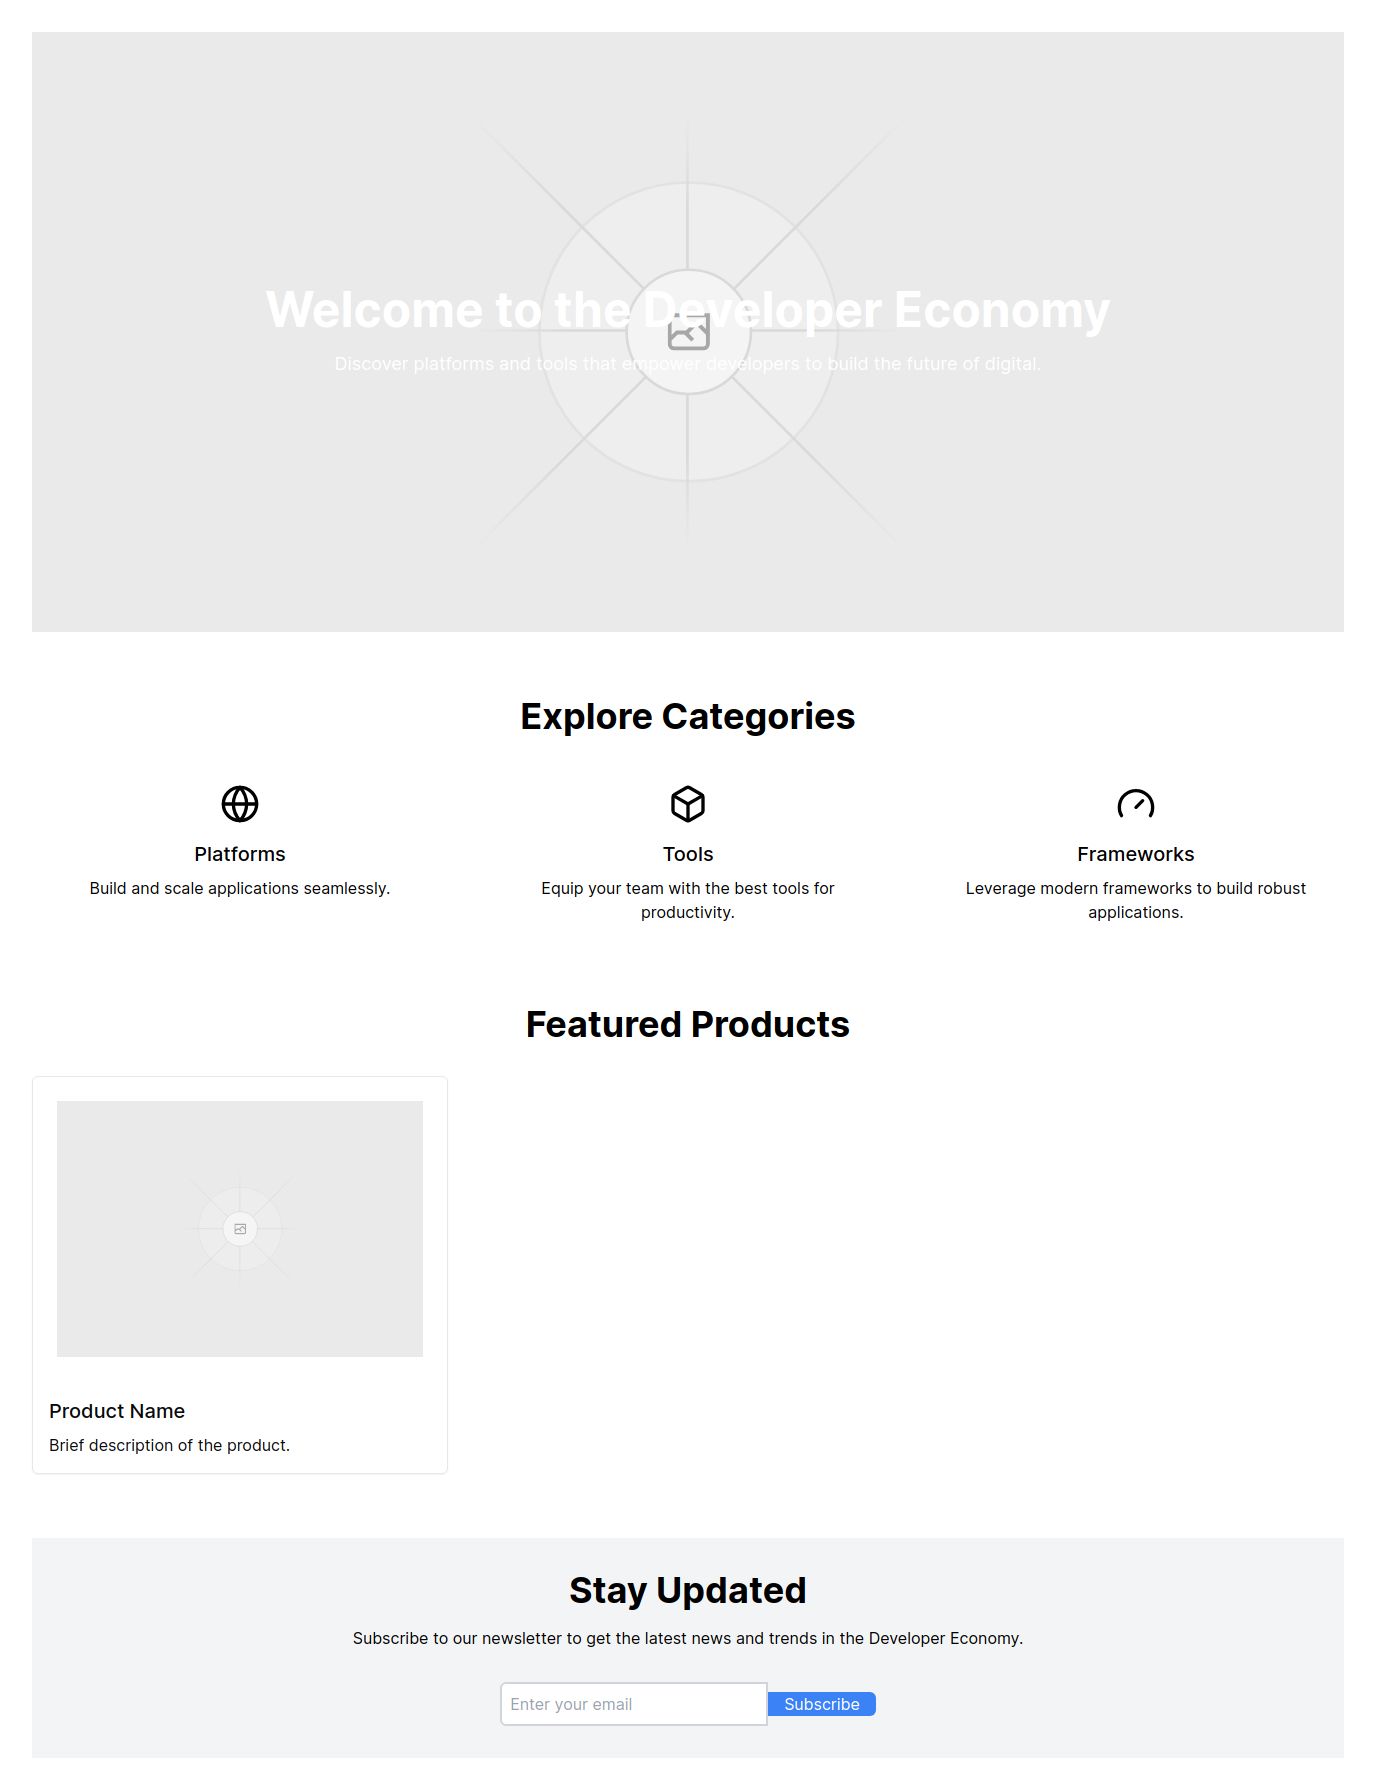 Welcome to the Developer Economy
Discover platforms and tools that empower developers to build the future of digital.
Explore Categories
Platforms
Build and scale applications seamlessly.
Tools
Equip your team with the best tools for
productivity.
Frameworks
Leverage modern frameworks to build robust
applications.
Featured Products
Product Name
Brief description of the product.
Stay Updated
Subscribe to our newsletter to get the latest news and trends in the Developer Economy.
Enter your email
Subscribe